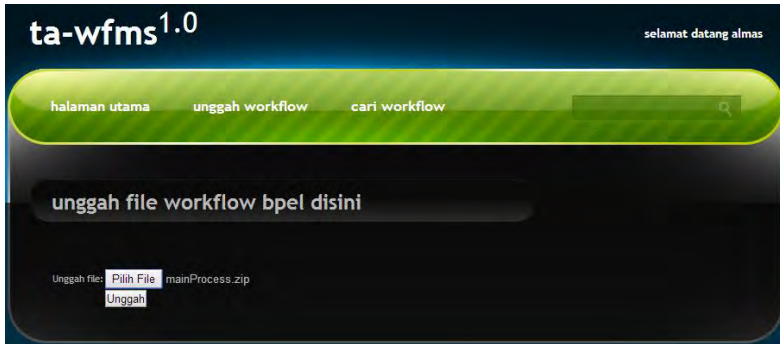 ta-wfms1.0
selamat datang almas
halaman utama unggah workflow cari workflow
unggah file workflow bpel disini
Unggah file: Pilih File mainProcess.zip
Unggah